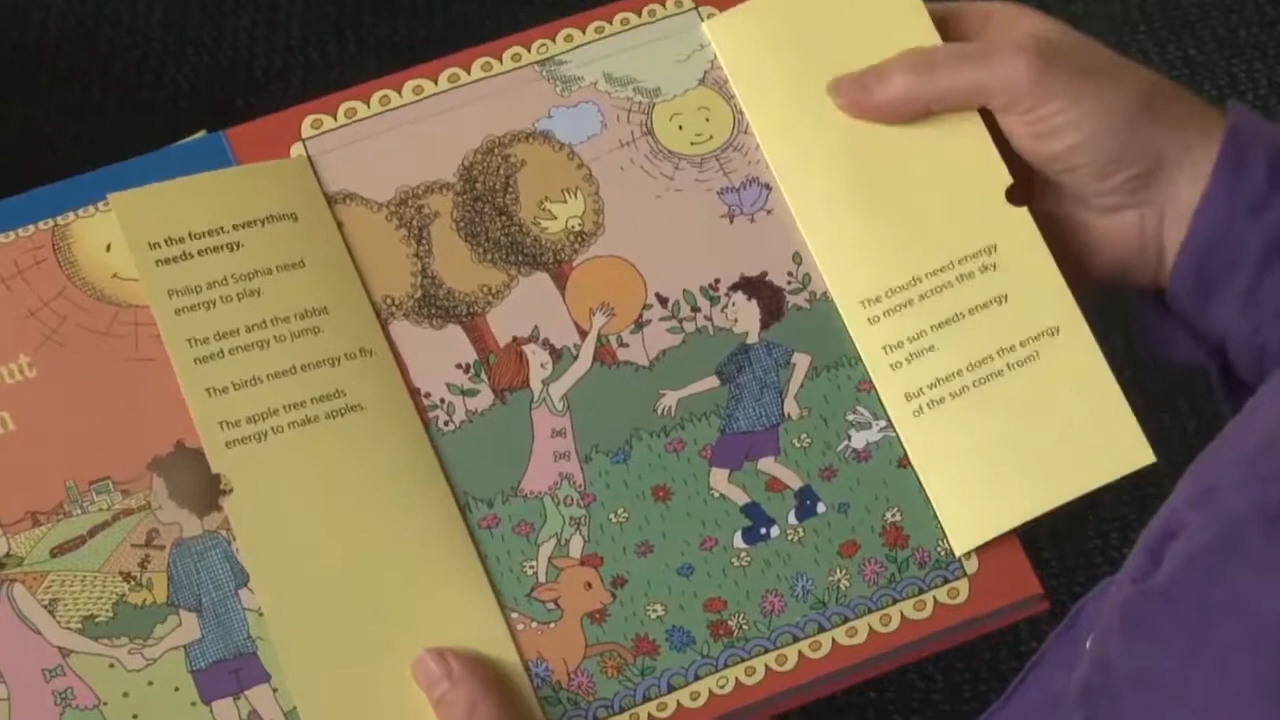 ut
n
In the forest, everything
needs energy.
Philip and Sophia need
energy to play.
The deer and the rabbit
need energy to jump.
The birds need energy to fly.
The apple tree needs
energy to make apples.
The clouds need energy
to move across the sky.
The sun needs energy
to shine.
But where does the energy
of the sun come from?